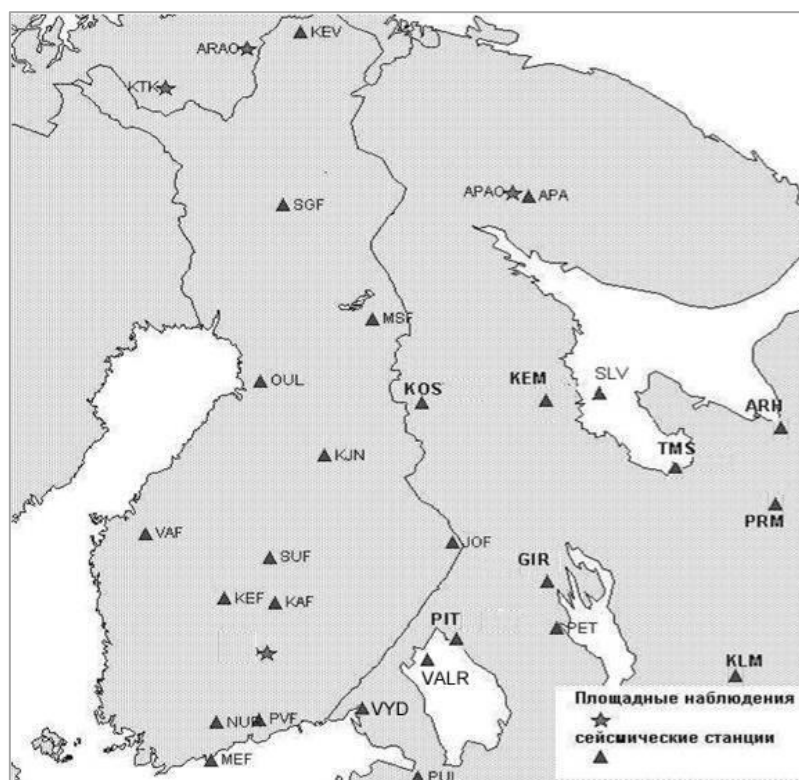 KEV
ARAO
KTK
APAO APA
SGF
MSF
OUL
KOS
KEM
SLV
ARH
KJN
TMS
PRM
VAF
JOF
SUF
GIR
KEF
KAF
PIT
PET
VALR
KLM
VYD
NUR
PVF
MEF
PUL
Площадные наблюдения
сейсмические станции